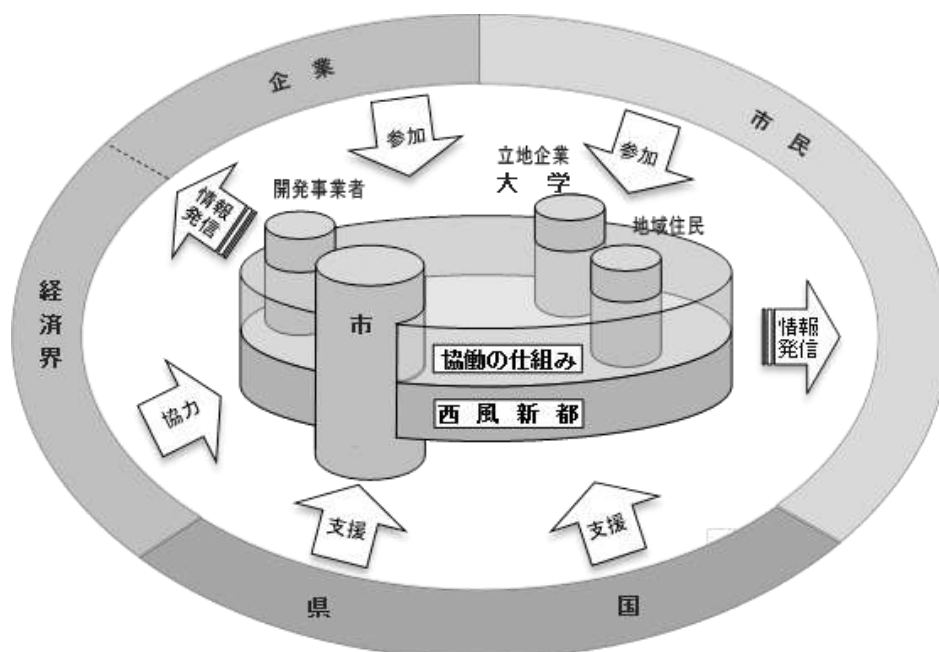 企業
市民
参加
参加
立地企業
大学
開発事業者
情報
発信
地域住民
経済界
市
情報
発信
協働の仕組み
西風新都
協力
支援
支援
県
国